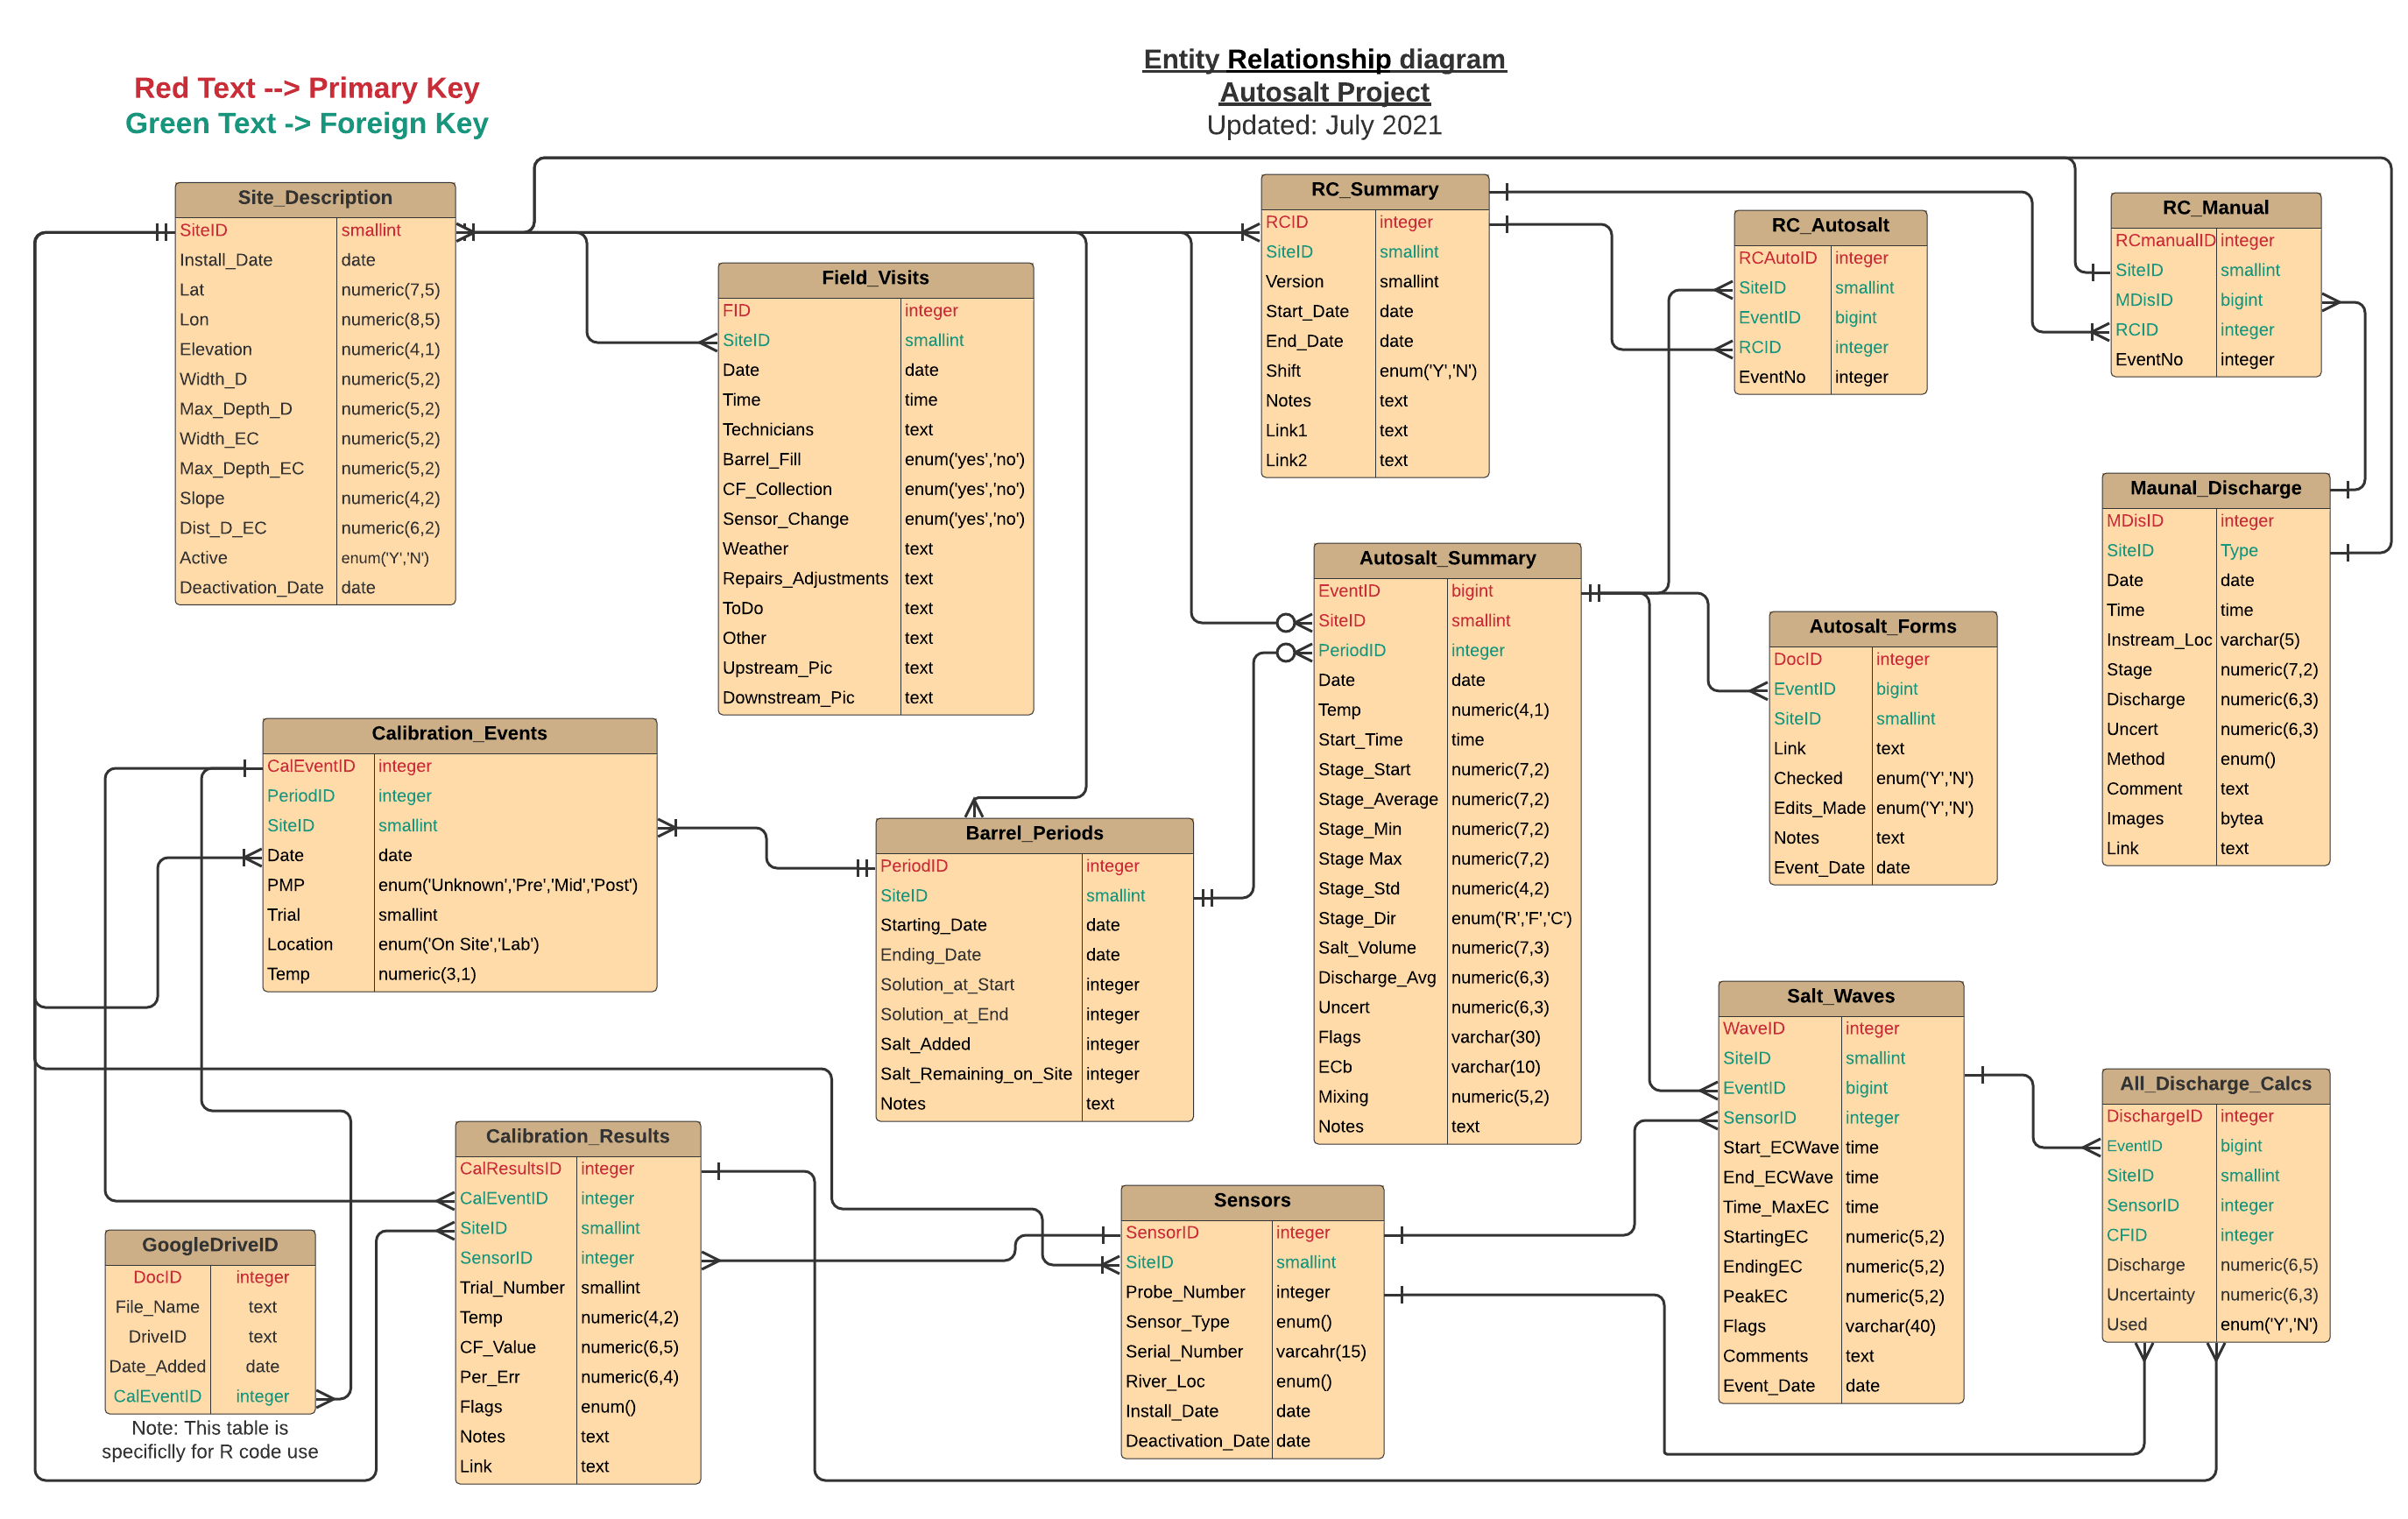 Entity Relationship diagram
Autosalt Project
Updated: July 2021
Red Text --> Primary Key
Green Text -> Foreign Key
Site_Description
SiteID smallint
Install_Date date
Lat numeric(7,5)
Lon numeric(8,5)
Elevation numeric(4,1)
Width_D numeric(5,2)
Max_Depth_D numeric(5,2)
Width_EC numeric(5,2)
Max_Depth_EC numeric(5,2)
Slope numeric(4,2)
Dist_D_EC numeric(6,2)
Active enum('Y','N')
Deactivation_Date date
Field_Visits
FID integer
SiteID smallint
Date date
Time time
Technicians text
Barrel_Fill enum('yes','no')
CF_Collection enum('yes','no')
Sensor_Change enum('yes','no')
Weather text
Repairs_Adjustments text
ToDo text
Other text
Upstream_Pic text
Downstream_Pic text
RC_Summary
RCID integer
SiteID smallint
Version smallint
Start_Date date
End_Date date
Shift enum('Y','N')
Notes text
Link1 text
Link2 text
RC_Autosalt
RCAutoID integer
SiteID smallint
EventID bigint
RCID integer
EventNo integer
RC_Manual
RCmanualID integer
SiteID smallint
MDisID bigint
RCID integer
EventNo integer
Maunal_Discharge
MDisID integer
SiteID Type
Date date
Time time
Instream_Loc varchar(5)
Stage numeric(7,2)
Discharge numeric(6,3)
Uncert numeric(6,3)
Method enum()
Comment text
Images bytea
Link text
Autosalt_Summary
EventID bigint
SiteID smallint
PeriodID integer
Date date
Temp numeric(4,1)
Start_Time time
Stage_Start numeric(7,2)
Stage_Average numeric(7,2)
Stage_Min numeric(7,2)
Stage Max numeric(7,2)
Stage_Std numeric(4,2)
Stage_Dir enum('R','F','C')
Salt_Volume numeric(7,3)
Discharge_Avg numeric(6,3)
Uncert numeric(6,3)
Flags varchar(30)
ECb varchar(10)
Mixing numeric(5,2)
Notes text
Autosalt_Forms
DocID integer
EventID bigint
SiteID smallint
Link text
Checked enum('Y','N')
Edits_Made enum('Y','N')
Notes text
Event_Date date
Calibration_Events
CalEventID integer
PeriodID integer
SiteID smallint
Date date
PMP enum('Unknown','Pre','Mid','Post')
Trial smallint
Location enum('On Site','Lab')
Temp numeric(3,1)
Barrel_Periods
PeriodID integer
SiteID smallint
Starting_Date date
Ending_Date date
Solution_at_Start integer
Solution_at_End integer
Salt_Added integer
Salt_Remaining_on_Site integer
Notes text
Salt_Waves
WaveID integer
SiteID smallint
EventID bigint
SensorID integer
Start_ECWave time
End_ECWave time
Time_MaxEC time
StartingEC numeric(5,2)
EndingEC numeric(5,2)
PeakEC numeric(5,2)
Flags varchar(40)
Comments text
Event_Date date
All_Discharge_Calcs
DischargeID integer
EventID bigint
SiteID smallint
SensorID integer
CFID integer
Discharge numeric(6,5)
Uncertainty numeric(6,3)
Used enum('Y','N')
Calibration_Results
CalResultsID integer
CalEventID integer
SiteID smallint
SensorID integer
Trial_Number smallint
Temp numeric(4,2)
CF_Value numeric(6,5)
Per_Err numeric(6,4)
Flags enum()
Notes text
Link text
Sensors
SensorID integer
SiteID smallint
Probe_Number integer
Sensor_Type enum()
Serial_Number varcahr(15)
River_Loc enum()
Install_Date date
Deactivation_Date date
GoogleDriveID
DocID integer
File_Name text
DriveID text
Date_Added date
CalEventID integer
Note: This table is
specificlly for R code use